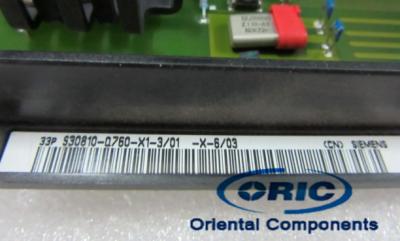 33P S30810-Q760-X1-3/01 -X-6/03 (CN) SIEMENS
ORIC
Oriental Components